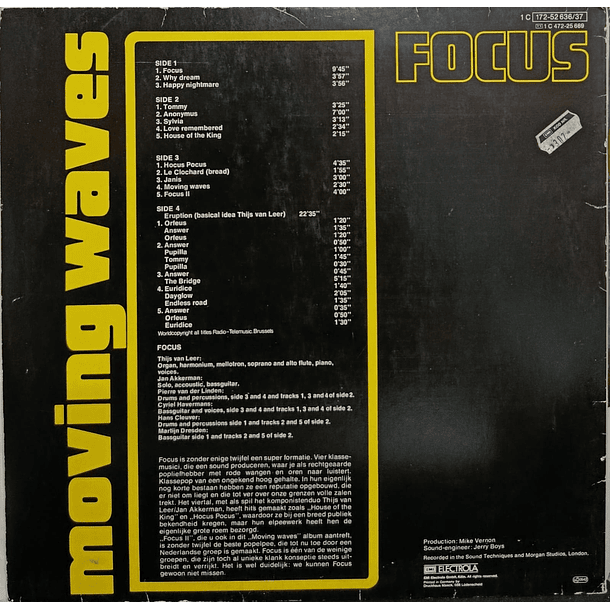 moving waves
FOCUS
1 C 172-52 636/37
1 C 472-25 669
SIDE 1
1. Focus 9'45"
2. Why dream 3'57"
3. Happy nightmare 3'56"
SIDE 2
1. Tommy 3'25"
2. Anonymus 7'00"
3. Sylvia 3'13"
4. Love remembered 2'34"
5. House of the King 2'15"
SIDE 3
1. Hocus Pocus 4'35"
2. Le Clochard (bread) 1'55"
3. Janis 3'00"
4. Moving waves 2'30"
5. Focus II 4'00"
SIDE 4
Eruption (basical idea Thijs van Leer) 22'35"
1. Orfeus 1'20"
Answer 1'35"
Orfeus 1'20"
2. Answer 0'50"
Pupilla 1'00"
Tommy 1'45"
Pupilla 0'30"
3. Answer 0'45"
The Bridge 5'15"
4. Euridice 1'40"
Dayglow 2'05"
Endless road 1'35"
5. Answer 0'35"
Orfeus 0'50"
Euridice 1'30"
Worldcopyright all Miles Radio-Telemusic Brussels
FOCUS
Thijs van Leer:
Organ, harmonium, mellotron, soprano and alto flute, piano,
voices.
Jan Akkerman:
Solo, accoustic, bassguitar.
Pierre van der Linden:
Drums and percussions, side 3 and 4 and tracks 1, 3 and 4 of side 2.
Cyriel Havermans:
Bassguitar and voices, side 3 and 4 and tracks 1, 3 and 4 of side 2.
Hans Cleuver:
Drums and percussions side 1 and tracks 2 and 5 of side 2.
Martijn Dresden:
Bassguitar side 1 and tracks 2 and 5 of side 2.
Focus is zonder enige twijfel een super formatie. Vier klasse-
musici, die een sound produceren, waar je als rechtgeaarde
popliefhebber met rode wangen en oren naar luistert.
Klassepop van een ongekend hoog gehalte. In hun eigenlijk
nog korte bestaan hebben ze een reputatie opgebouwd, die
er niet om liegt en die tot ver over onze grenzen volle zalen
trekt. Het viertal, met als spil het komponistenduo Thijs van
Leer/Jan Akkerman, heeft hits gemaakt zoals „House of the
King" en „Hocus Pocus", waardoor ze bij een breed publiek
bekendheid kregen, maar hun elpeewerk heeft hen de
eigenlijke grote roem bezorgd.
„Focus II", die u ook in dit „Moving waves" album aantreft,
is zonder twijfel de beste popelpee, die tot nu toe door een
Nederlandse groep is gemaakt. Focus is één van de weinige
groepen, die zijn toch al unieke klank konseptie steeds uit-
breidt en verrijkt. Het is wel duidelijk: we kunnen Focus
gewoon niet missen.
Production: Mike Vernon
Sound-engineer: Jerry Boys
Recorded in the Sound Techniques and Morgan Studios, London.
EMI ELECTROLA
EMI Electrola GmbH, Köln. All rights reserved.
Printed in Germany by